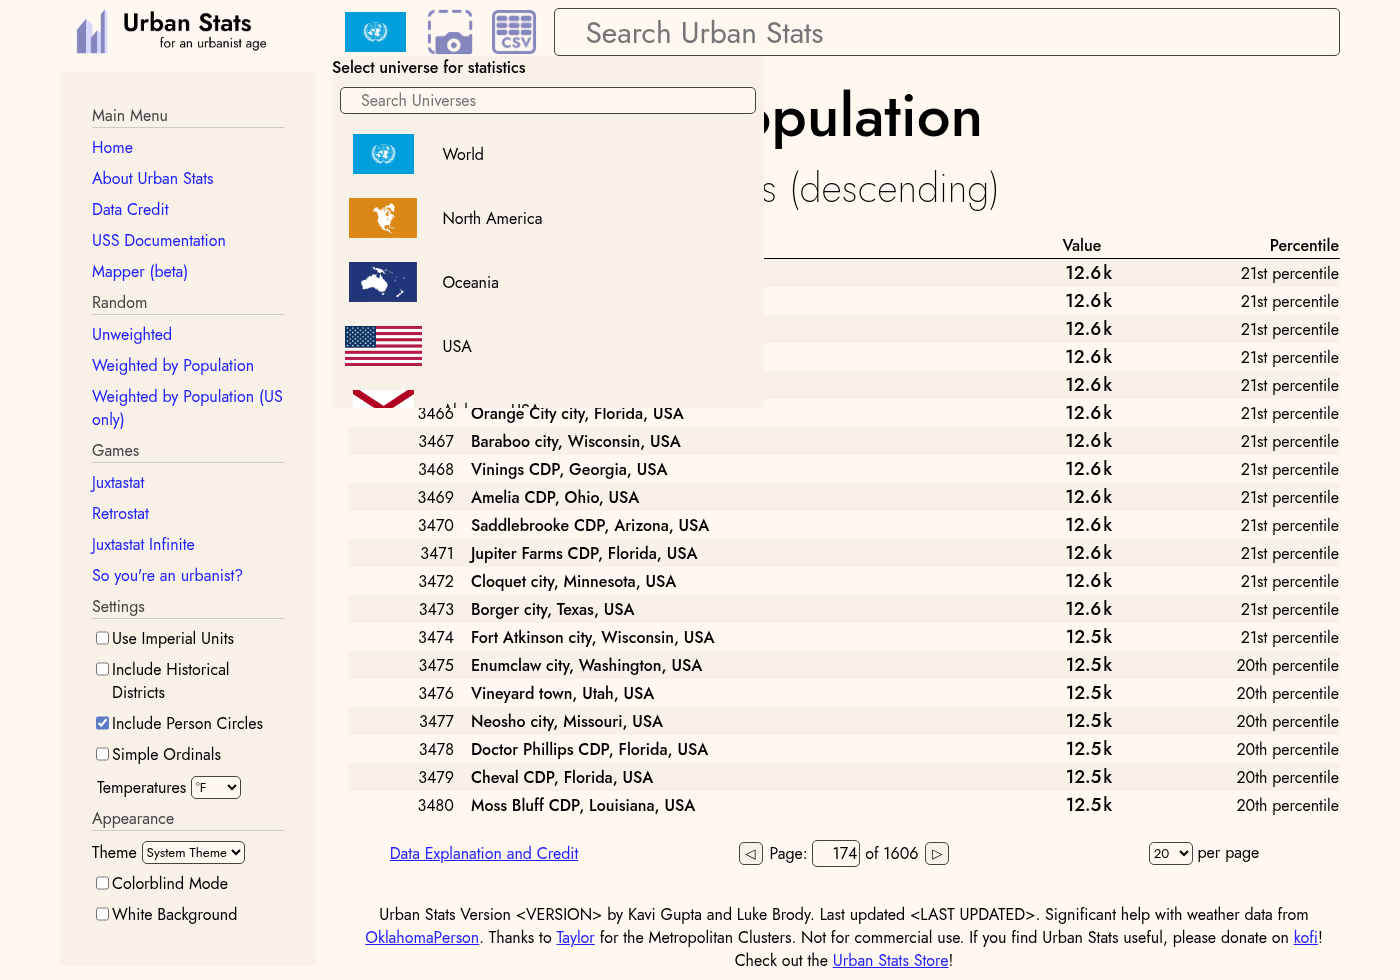 Urban Stats
for an urbanist age
CSV
Search Urban Stats
Select universe for statistics
Search Universes
World
North America
Oceania
USA
opulation
s (descending)
Value Percentile
12.6k 21st percentile
12.6k 21st percentile
12.6k 21st percentile
12.6k 21st percentile
12.6k 21st percentile
3466 Orange City city, Florida, USA 12.6k 21st percentile
3467 Baraboo city, Wisconsin, USA 12.6k 21st percentile
3468 Vinings CDP, Georgia, USA 12.6k 21st percentile
3469 Amelia CDP, Ohio, USA 12.6k 21st percentile
3470 Saddlebrooke CDP, Arizona, USA 12.6k 21st percentile
3471 Jupiter Farms CDP, Florida, USA 12.6k 21st percentile
3472 Cloquet city, Minnesota, USA 12.6k 21st percentile
3473 Borger city, Texas, USA 12.6k 21st percentile
3474 Fort Atkinson city, Wisconsin, USA 12.5k 21st percentile
3475 Enumclaw city, Washington, USA 12.5k 20th percentile
3476 Vineyard town, Utah, USA 12.5k 20th percentile
3477 Neosho city, Missouri, USA 12.5k 20th percentile
3478 Doctor Phillips CDP, Florida, USA 12.5k 20th percentile
3479 Cheval CDP, Florida, USA 12.5k 20th percentile
3480 Moss Bluff CDP, Louisiana, USA 12.5k 20th percentile
Data Explanation and Credit Page: 174 of 1606 20 per page
Main Menu
Home
About Urban Stats
Data Credit
USS Documentation
Mapper (beta)
Random
Unweighted
Weighted by Population
Weighted by Population (US
only)
Games
Juxtastat
Retrostat
Juxtastat Infinite
So you're an urbanist?
Settings
Use Imperial Units
Include Historical
Districts
Include Person Circles
Simple Ordinals
Temperatures °F
Appearance
Theme System Theme
Colorblind Mode
White Background
Urban Stats Version <VERSION> by Kavi Gupta and Luke Brody. Last updated <LAST UPDATED>. Significant help with weather data from
OklahomaPerson. Thanks to Taylor for the Metropolitan Clusters. Not for commercial use. If you find Urban Stats useful, please donate on kofi!
Check out the Urban Stats Store!